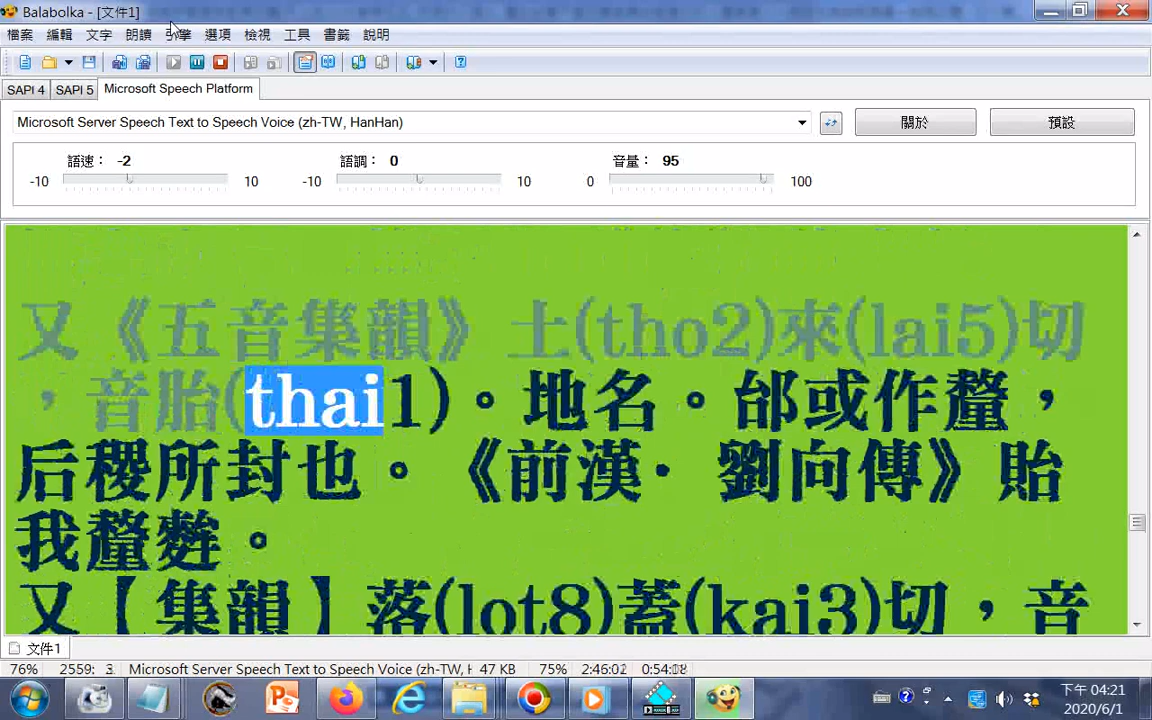 Balabolka - [文件1]
檔案 編輯 文字 朗讀 引擎 選項 檢視 工具 書籤 說明
SAPI 4 SAPI 5 Microsoft Speech Platform
Microsoft Server Speech Text to Speech Voice (zh-TW, HanHan) 關於 預設
語速： -2 語調： 0 音量： 95
-10 10 -10 10 0 100
又《五音集韻》 土(tho2)來(lai5)切
，音胎(thai1)。地名。邰或作釐，
后稷所封也。《前漢· 劉向傳》貽
我釐麰。
又【集韻】落(lot8)蓋(kai3)切，音
文件1
76% 2559: 3 Microsoft Server Speech Text to Speech Voice (zh-TW, H 47 KB 75% 2:46:02 0:54:08
下午 04:21
2020/6/1